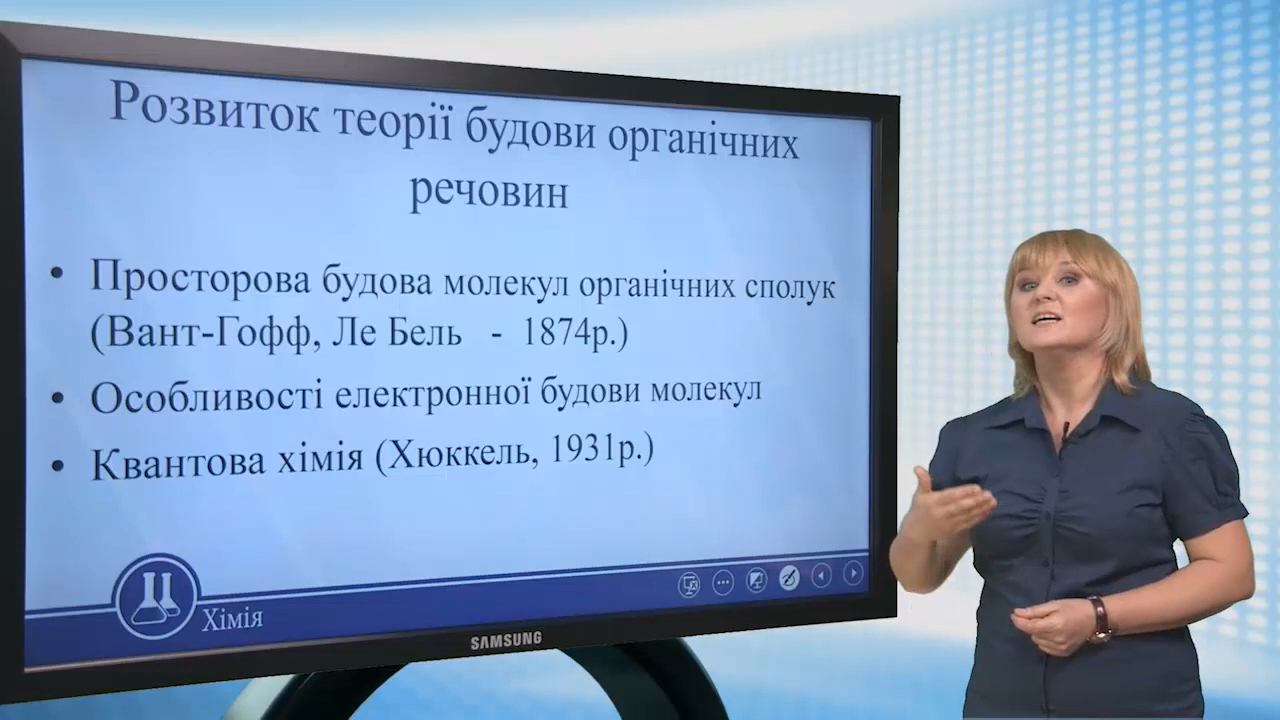 Розвиток теорії будови органічних
речовин
• Просторова будова молекул органічних сполук
(Вант-Гофф, Ле Бель - 1874р.)
• Особливості електронної будови молекул
• Квантова хімія (Хюккель, 1931р.)
Хімія
SAMSUNG